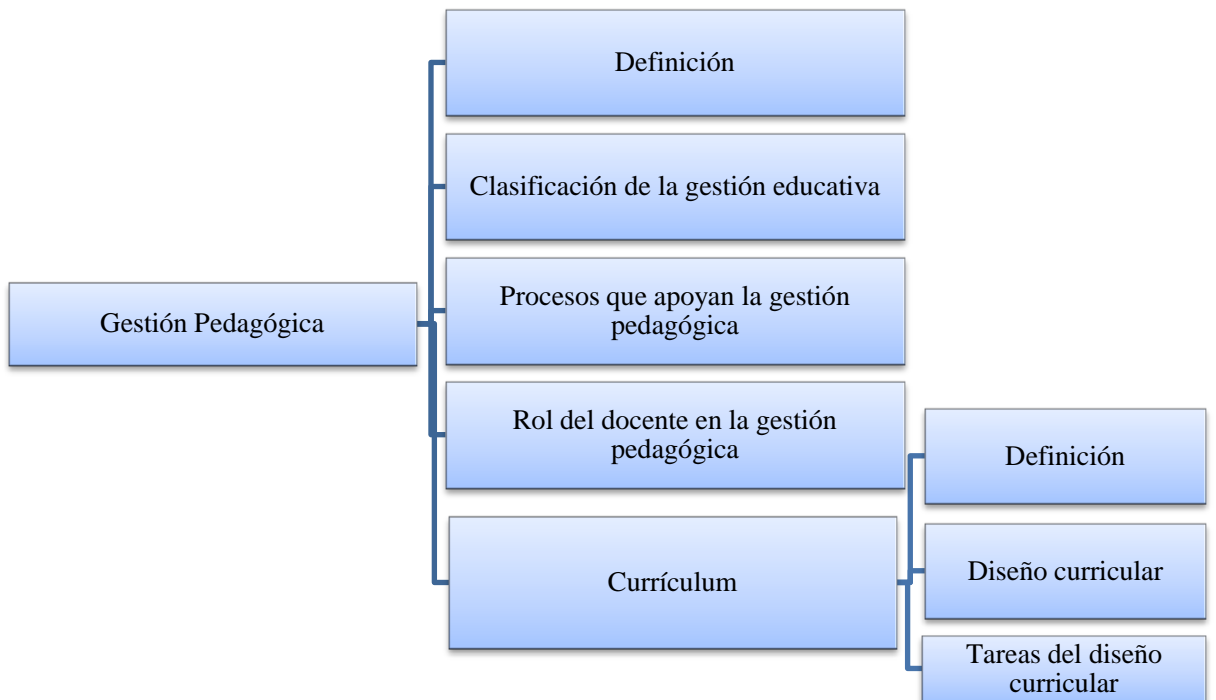 Definición
Clasificación de la gestión educativa
Procesos que apoyan la gestión
pedagógica
Gestión Pedagógica
Rol del docente en la gestión
pedagógica
Definición
Currículum
Diseño curricular
Tareas del diseño
curricular